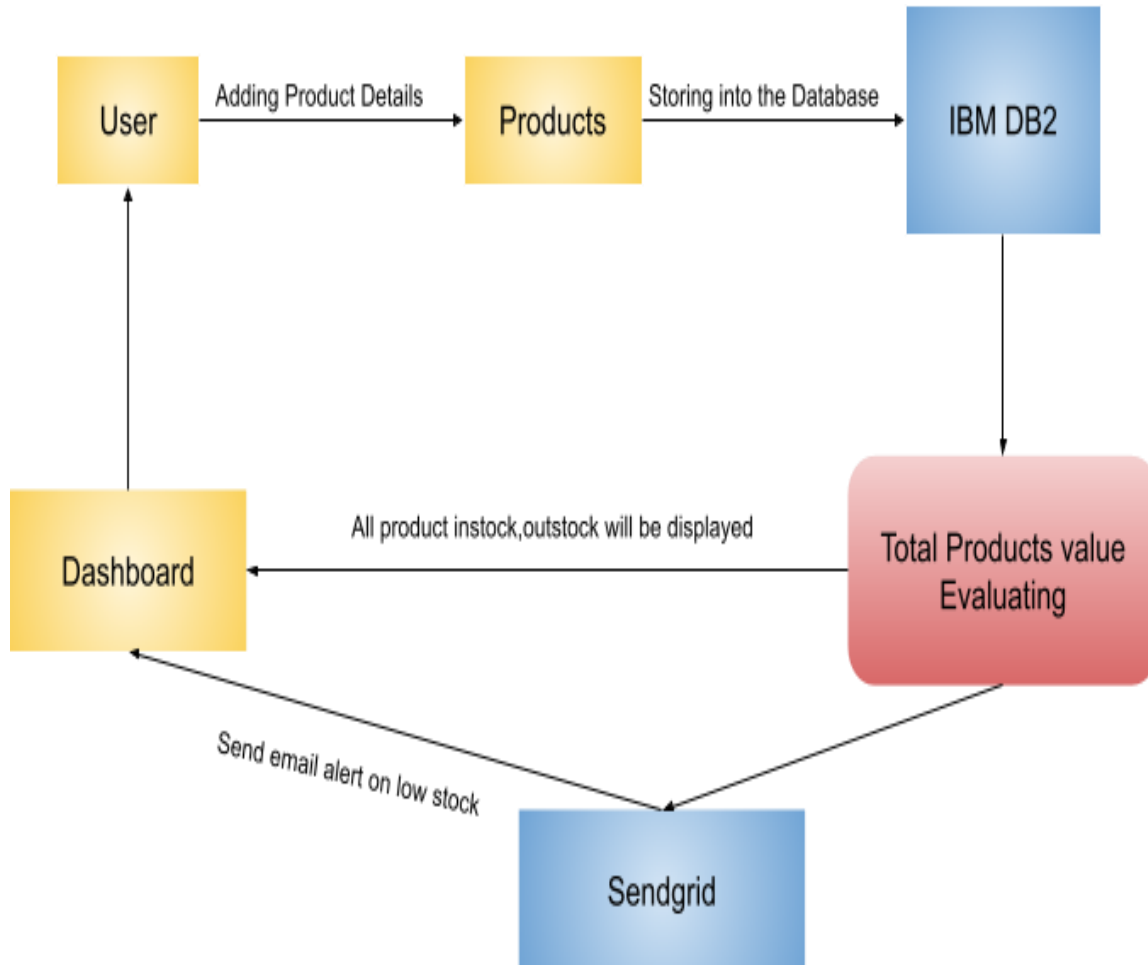 User
Adding Product Details
Products
Storing into the Database
IBM DB2
All product instock,outstock will be displayed
Dashboard
Total Products value
Evaluating
Send email alert on low stock
Sendgrid